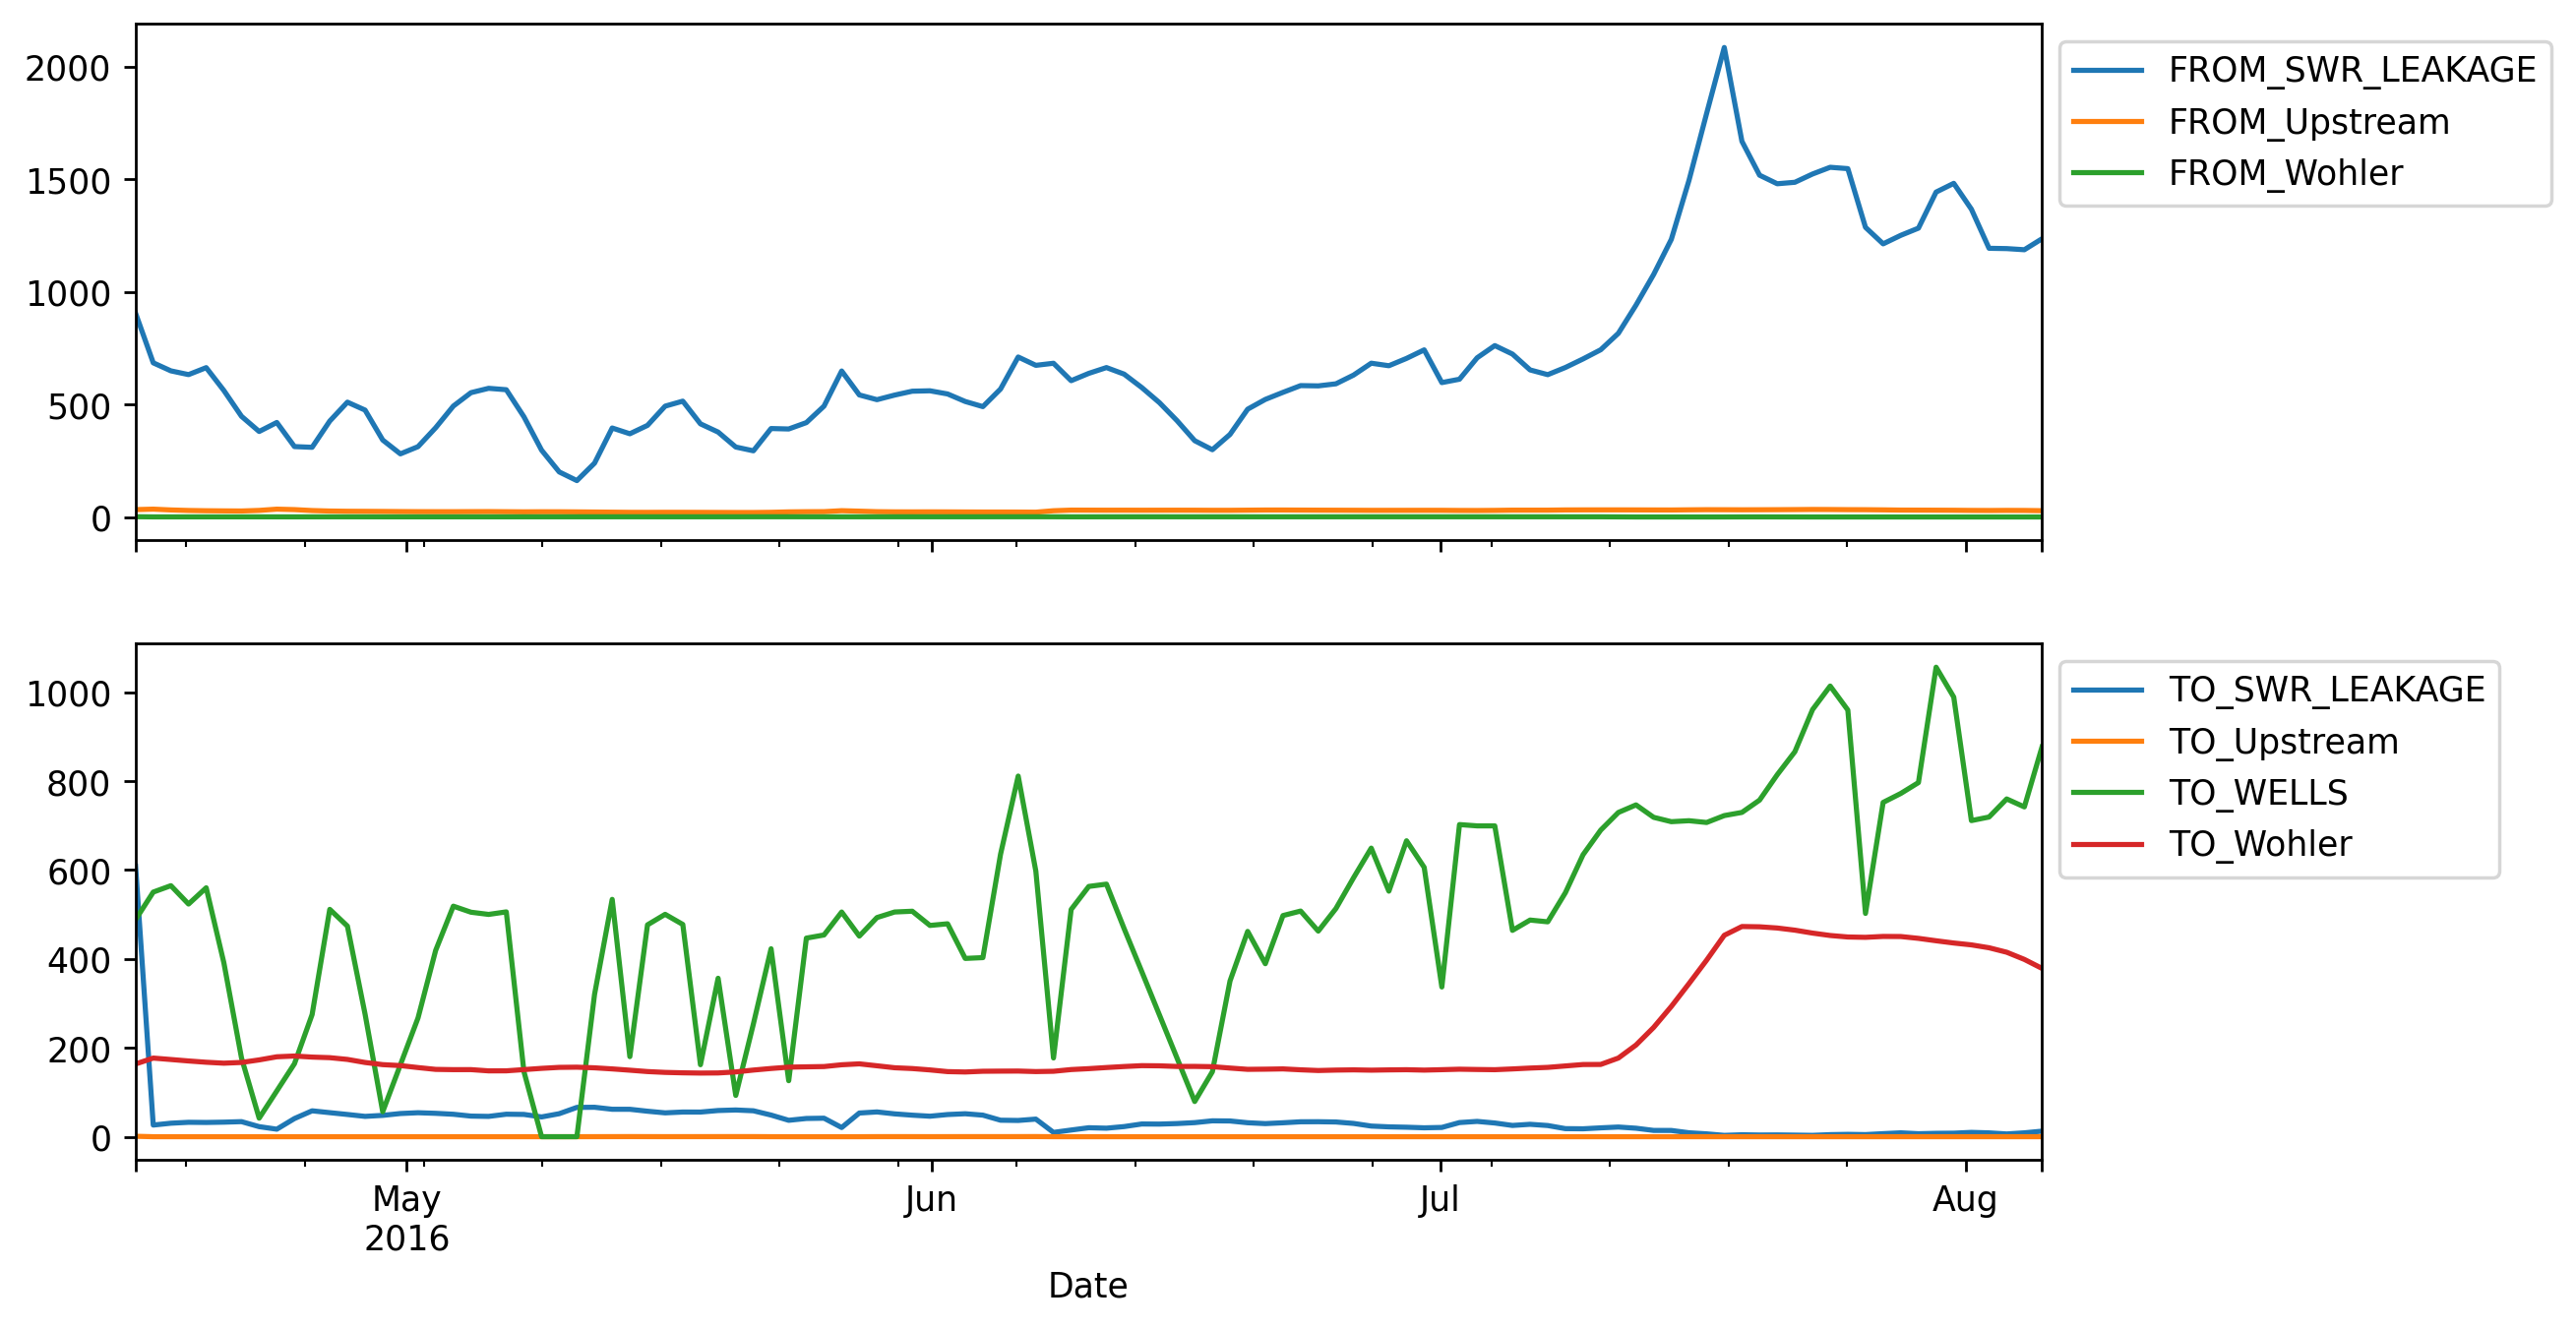 2000
1500
1000
500
0
FROM_SWR_LEAKAGE
FROM_Upstream
FROM_Wohler
1000
800
600
400
200
0
TO_SWR_LEAKAGE
TO_Upstream
TO_WELLS
TO_Wohler
May Jun Jul Aug
2016
Date